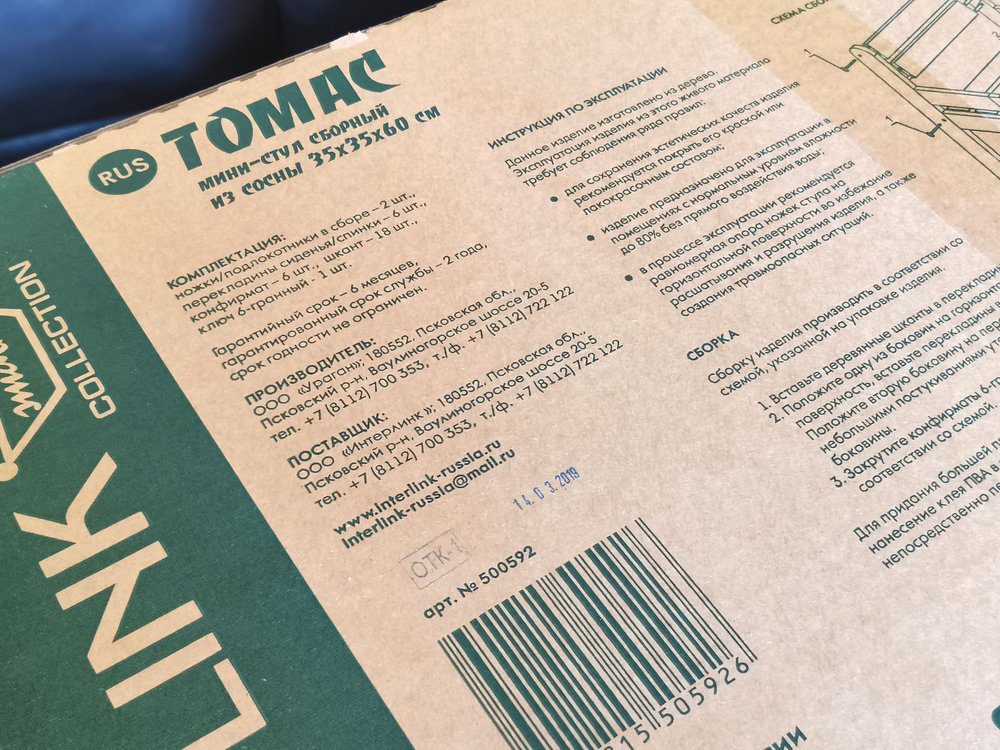 RUS
ТОМАС
МИНИ-СТУЛ СБОРНЫЙ
ИЗ СОСНЫ 35х35х60 СМ
КОМПЛЕКТАЦИЯ:
ножки/подлокотники в сборе – 2 шт.,
перекладины сиденья/спинки – 6 шт.,
конфирмат – 6 шт., шкант – 18 шт.,
ключ 6-гранный - 1 шт.
Гарантийный срок – 6 месяцев,
гарантированный срок службы – 2 года,
срок годности не ограничен.
ПРОИЗВОДИТЕЛЬ:
ООО «Ураган»; 180552, Псковская обл.,
Псковский р-н, Ваулиногорское шоссе 20-5
тел. +7 (8112) 700 353, т./ф. +7 (8112) 722 122
ПОСТАВЩИК:
ООО «Интерлинк»; 180552, Псковская обл.,
Псковский р-н, Ваулиногорское шоссе 20-5
тел. +7 (8112) 700 353, т./ф. +7 (8112) 722 122
www.interlink-russia.ru
interlink-russia@mail.ru
14.03.2019
ОТК-1
арт. № 500592
15 505926
ИНСТРУКЦИЯ ПО ЭКСПЛУАТАЦИИ
Данное изделие изготовлено из дерева.
Эксплуатация изделия из этого живого материала
требует соблюдения ряда правил:
• для сохранения эстетических качеств изделия
рекомендуется покрыть его краской или
лакокрасочным составом;
• изделие предназначено для эксплуатации в
помещениях с нормальным уровнем влажности
до 80% без прямого воздействия воды;
• в процессе эксплуатации рекомендуется
равномерная опора ножек стула на
горизонтальной поверхности во избежание
расшатывания и разрушения изделия, а также
создания травмоопасных ситуаций.
СБОРКА
Сборку изделия производить в соответствии со
схемой, указанной на упаковке изделия.
1. Вставьте деревянные шканты в
2. Положите одну из боковин на
поверхность, вставьте перекладины
Положите вторую боковину на
небольшими постукиваниями
боковины.
3. Закрутите конфирматы
соответствии со схемой.
Для придания большей
нанесение клея ПВА в
непосредственно
СХЕМА
1
1
LINK
COLLECTION